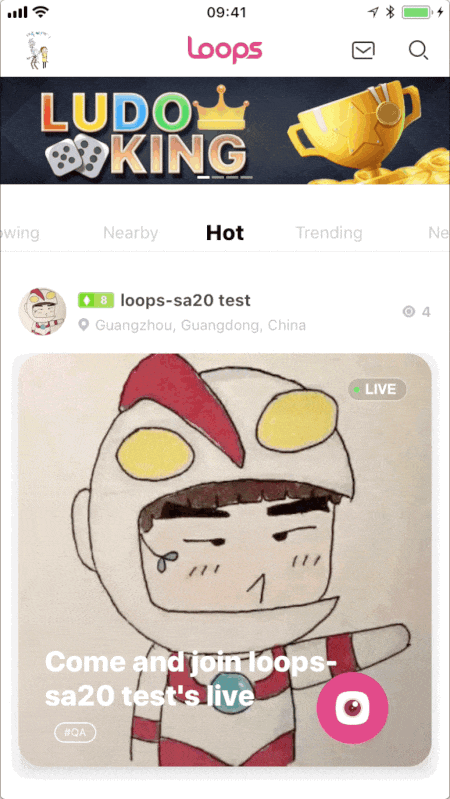 09:41
Loops
LUDO
KING
owing Nearby Hot Trending Ne
8 loops-sa20 test
4
Guangzhou, Guangdong, China
LIVE
Come and join loops-
sa20 test's live
#QA